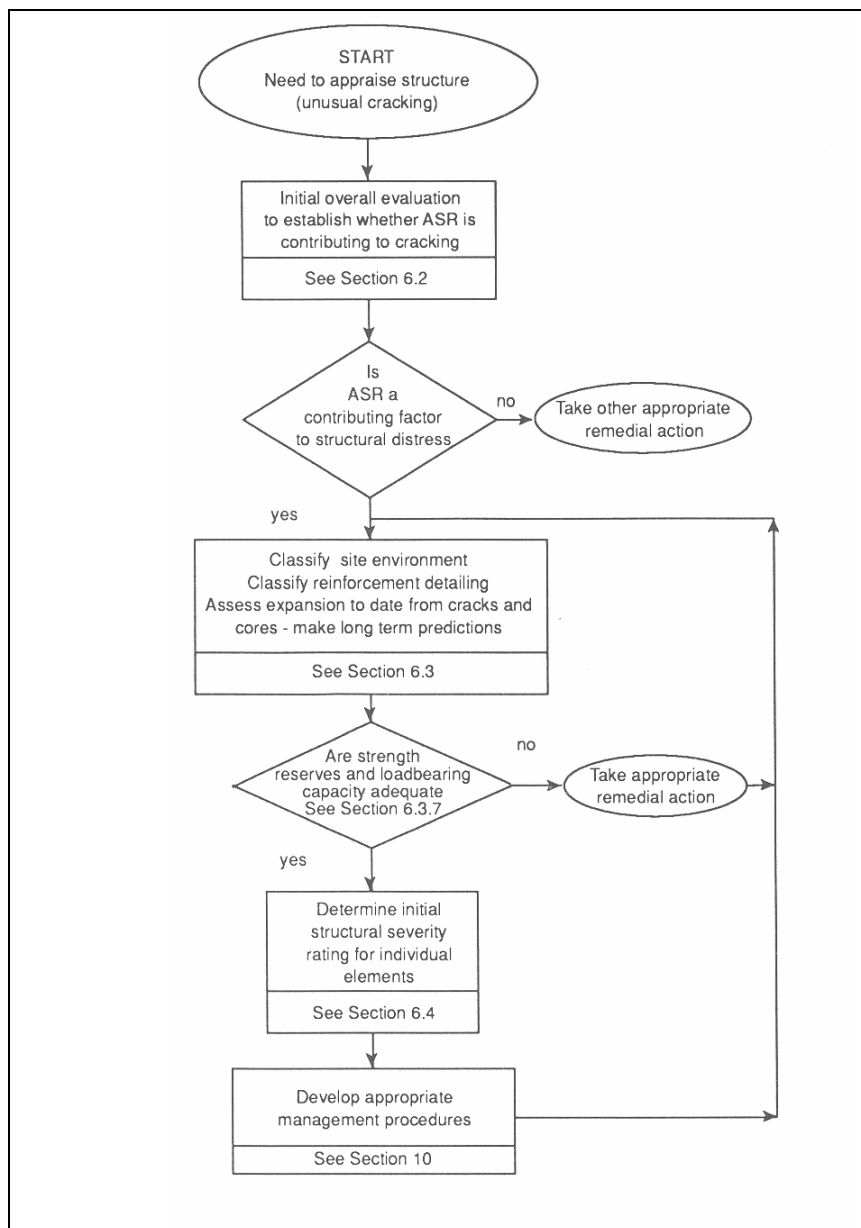 START
Need to appraise structure
(unusual cracking)
Initial overall evaluation
to establish whether ASR is
contributing to cracking
See Section 6.2
Is
ASR a
contributing factor
to structural distress
no
Take other appropriate
remedial action
yes
Classify site environment
Classify reinforcement detailing
Assess expansion to date from cracks and
cores - make long term predictions
See Section 6.3
Are strength
reserves and loadbearing
capacity adequate
See Section 6.3.7
no
Take appropriate
remedial action
yes
Determine initial
structural severity
rating for individual
elements
See Section 6.4
Develop appropriate
management procedures
See Section 10